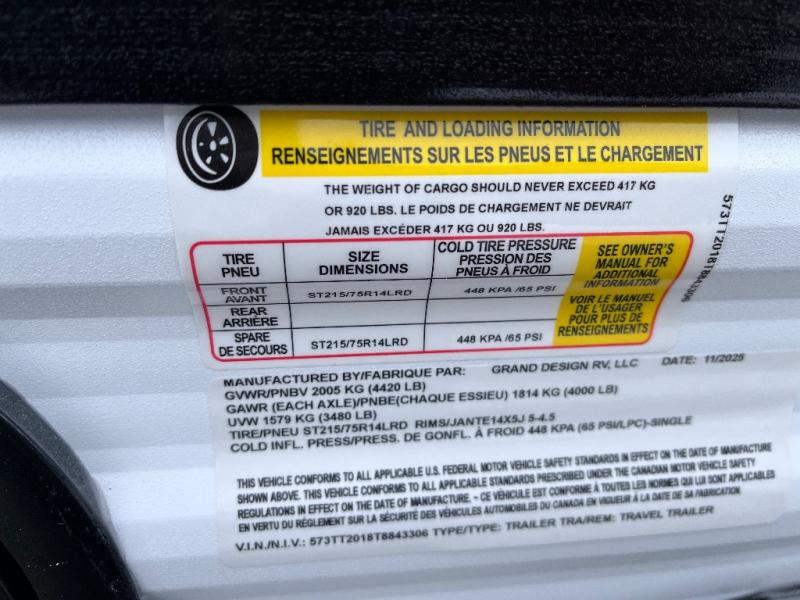 TIRE AND LOADING INFORMATION
RENSEIGNEMENTS SUR LES PNEUS ET LE CHARGEMENT
THE WEIGHT OF CARGO SHOULD NEVER EXCEED 417 KG
OR 920 LBS. LE POIDS DE CHARGEMENT NE DEVRAIT
JAMAIS EXCÉDER 417 KG OU 920 LBS.
573TT2018T8843306
TIRE PNEU SIZE DIMENSIONS COLD TIRE PRESSURE PRESSION DES PNEUS À FROID
FRONT AVANT ST215/75R14LRD 448 KPA /65 PSI
REAR ARRIÈRE
SPARE DE SECOURS ST215/75R14LRD 448 KPA /65 PSI
SEE OWNER'S
MANUAL FOR
ADDITIONAL
INFORMATION
VOIR LE MANUEL
DE L'USAGER
POUR PLUS DE
RENSEIGNEMENTS
MANUFACTURED BY/FABRIQUE PAR: GRAND DESIGN RV, LLC DATE: 11/2025
GVWR/PNBV 2005 KG (4420 LB)
GAWR (EACH AXLE)/PNBE(CHAQUE ESSIEU) 1814 KG (4000 LB)
UVW 1579 KG (3480 LB)
TIRE/PNEU ST215/75R14LRD RIMS/JANTE14X5J 5-4.5
COLD INFL. PRESS/PRESS. DE GONFL. À FROID 448 KPA (65 PSI/LPC)-SINGLE
THIS VEHICLE CONFORMS TO ALL APPLICABLE U.S. FEDERAL MOTOR VEHICLE SAFETY STANDARDS IN EFFECT ON THE DATE OF MANUFACTURE
SHOWN ABOVE. THIS VEHICLE CONFORMS TO ALL APPLICABLE STANDARDS PRESCRIBED UNDER THE CANADIAN MOTOR VEHICLE SAFETY
REGULATIONS IN EFFECT ON THE DATE OF MANUFACTURE. - CE VÉHICULE EST CONFORME À TOUTES LES NORMES QUI LUI SONT APPLICABLES
EN VERTU DU RÈGLEMENT SUR LA SÉCURITÉ DES VÉHICULES AUTOMOBILES DU CANADA EN VIGUEUR À LA DATE DE SA FABRICATION
V.I.N./N.I.V.: 573TT2018T8843306 TYPE/TYPE: TRAILER TRA/REM: TRAVEL TRAILER